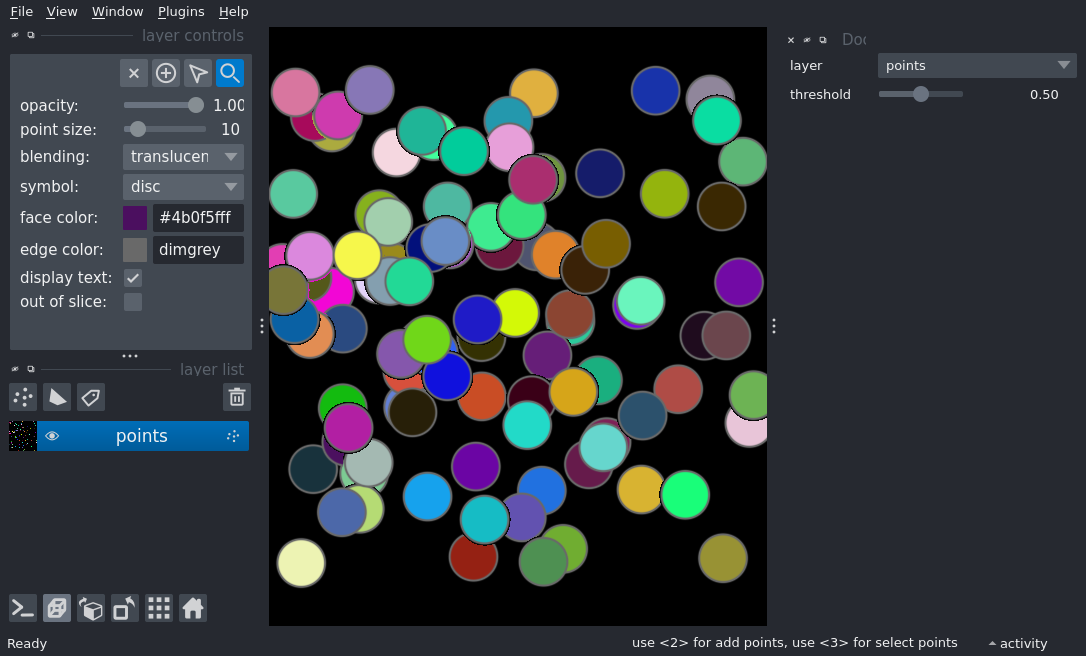 File View Window Plugins Help
layer controls
opacity: 1.00
point size: 10
blending: translucen
symbol: disc
face color: #4b0f5fff
edge color: dimgrey
display text:
out of slice:
layer list
points
Doc
layer points
threshold 0.50
Ready use <2> for add points, use <3> for select points activity